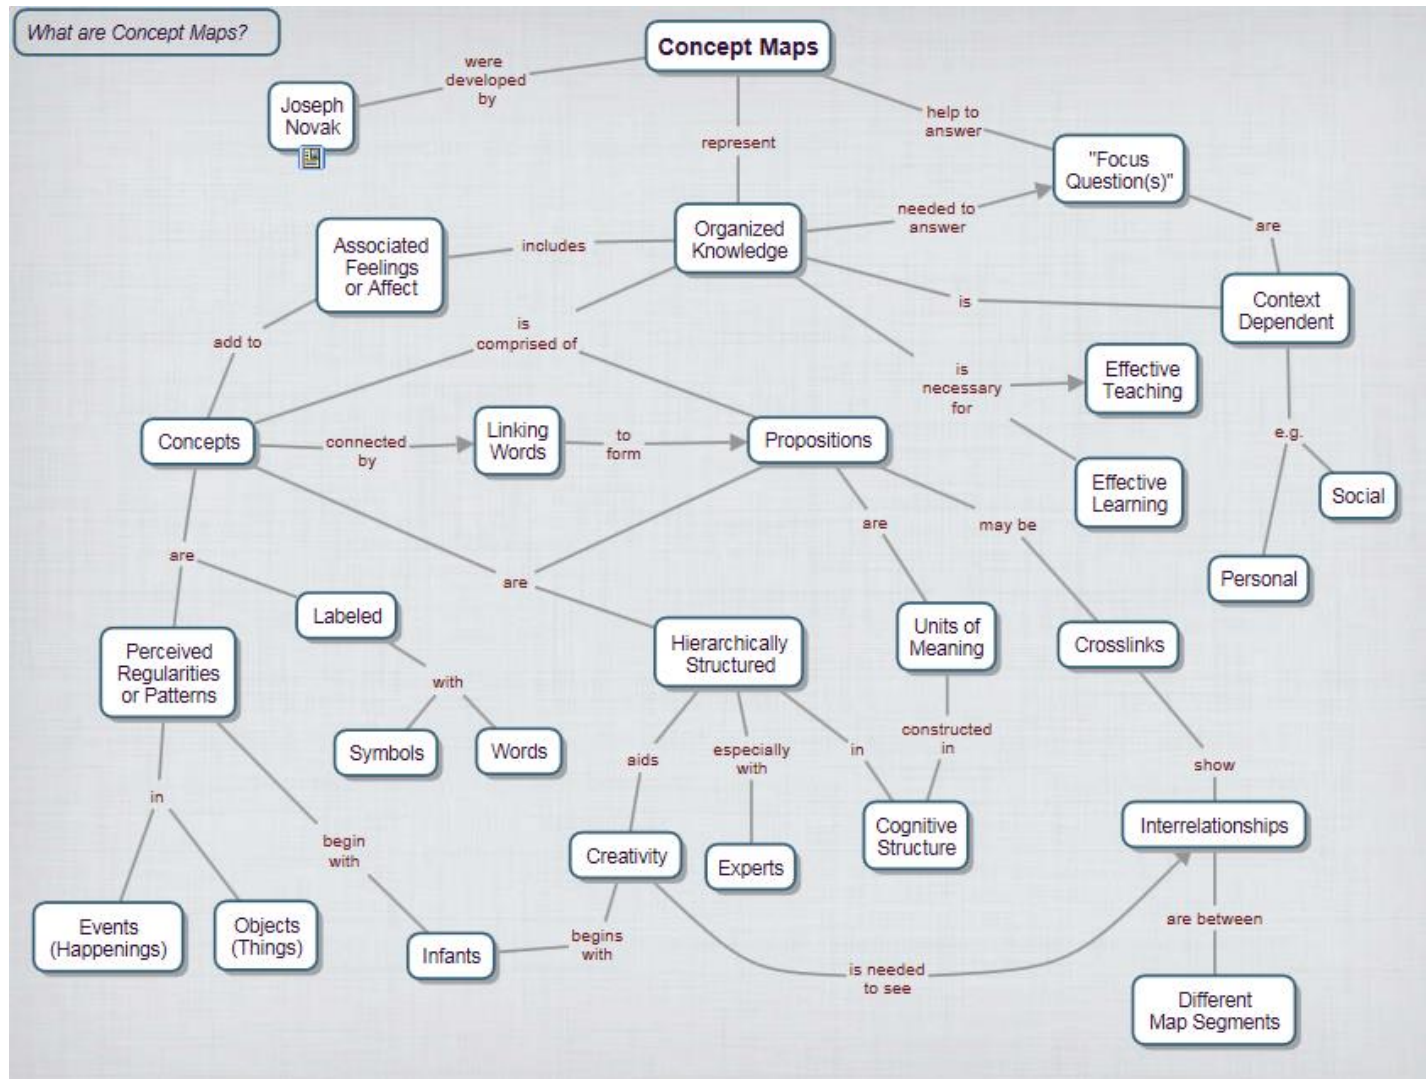 What are Concept Maps?
Concept Maps
were
developed
by
Joseph
Novak
help to
answer
represent
"Focus
Question(s)"
needed to
answer
Organized
Knowledge
are
Associated
Feelings
or Affect
includes
is
Context
Dependent
add to
is
comprised of
is
necessary
for
Effective
Teaching
Concepts
connected
by
Linking
Words
to
form
Propositions
e.g.
Effective
Learning
Social
are
may be
Personal
are
are
Labeled
Perceived
Regularities
or Patterns
Hierarchically
Structured
Units of
Meaning
Crosslinks
with
Symbols
Words
aids
especially
with
in
constructed
in
show
in
begin
with
Creativity
Experts
Cognitive
Structure
Interrelationships
Events
(Happenings)
Objects
(Things)
Infants
begins
with
are between
is needed
to see
Different
Map Segments